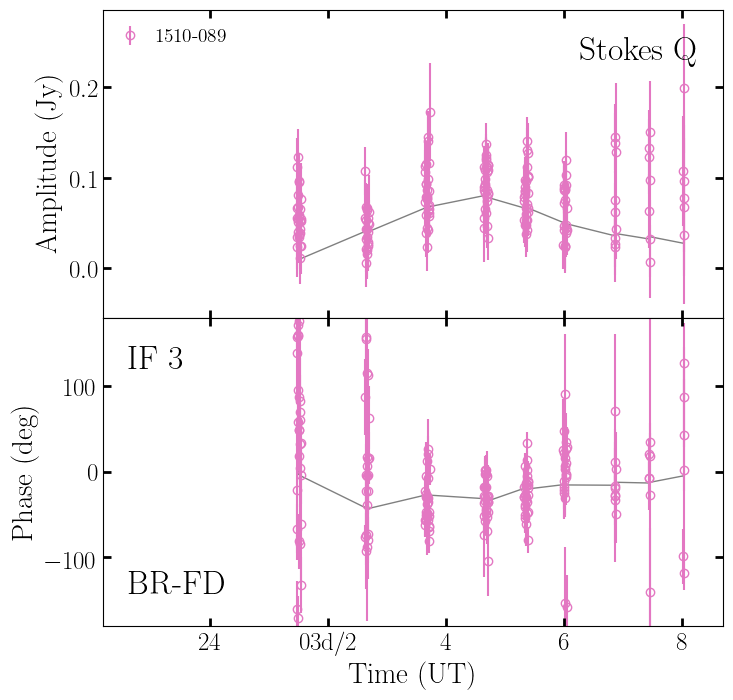 1510-089
Stokes Q
Amplitude (Jy)
0.2
0.1
0.0
IF 3
BR-FD
Phase (deg)
100
0
−100
24
03d/2
4
6
8
Time (UT)